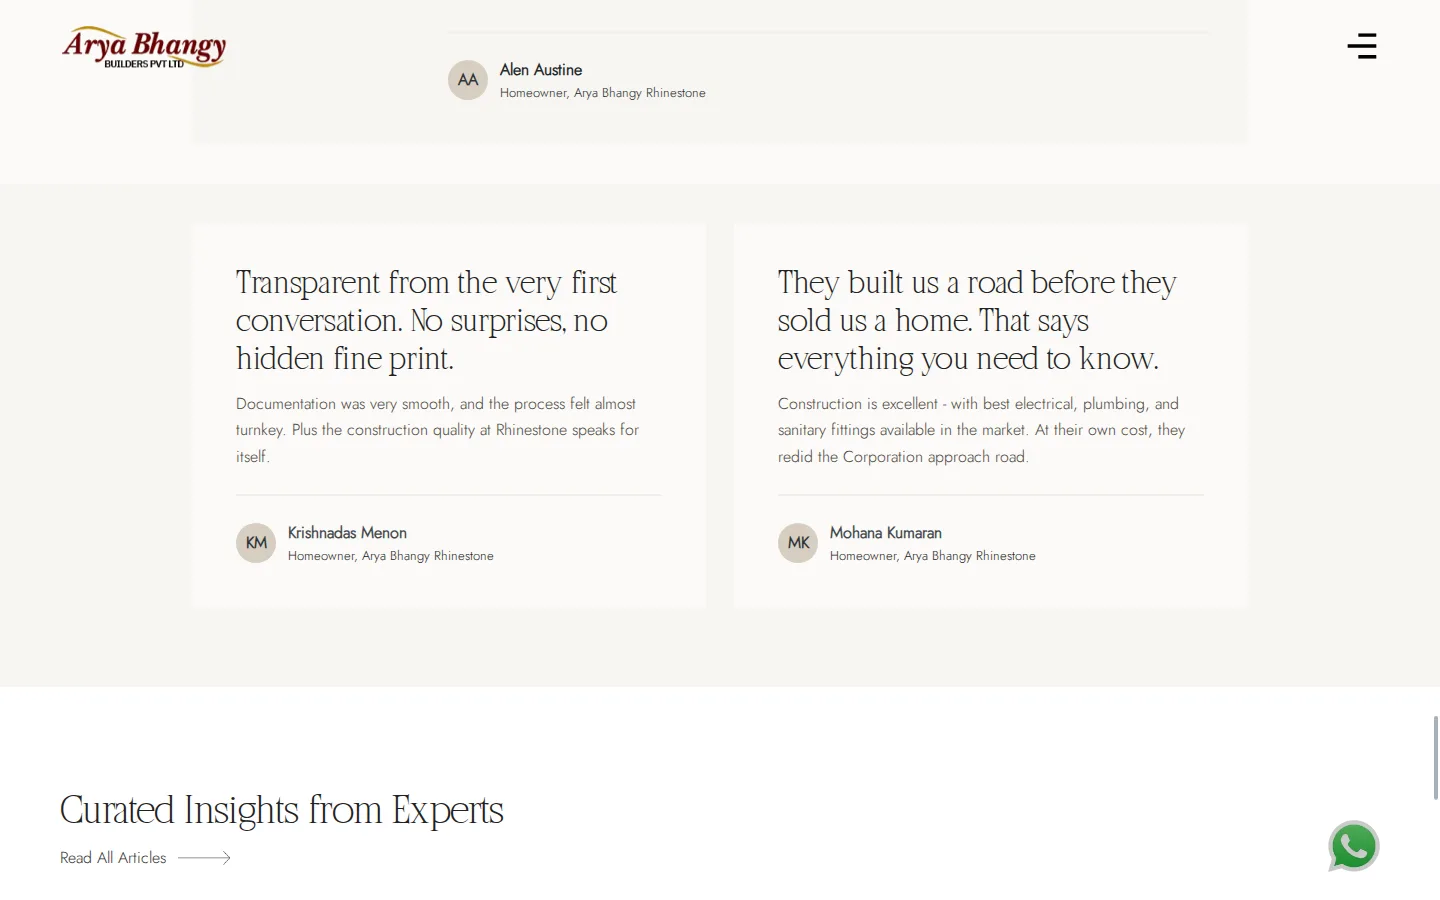 Arya Bhangy
BUILDERS PVT LTD
AA
Alen Austine
Homeowner, Arya Bhangy Rhinestone
Transparent from the very first
conversation. No surprises, no
hidden fine print.
Documentation was very smooth, and the process felt almost
turnkey. Plus the construction quality at Rhinestone speaks for
itself.
KM
Krishnadas Menon
Homeowner, Arya Bhangy Rhinestone
They built us a road before they
sold us a home. That says
everything you need to know.
Construction is excellent - with best electrical, plumbing, and
sanitary fittings available in the market. At their own cost, they
redid the Corporation approach road.
MK
Mohana Kumaran
Homeowner, Arya Bhangy Rhinestone
Curated Insights from Experts
Read All Articles